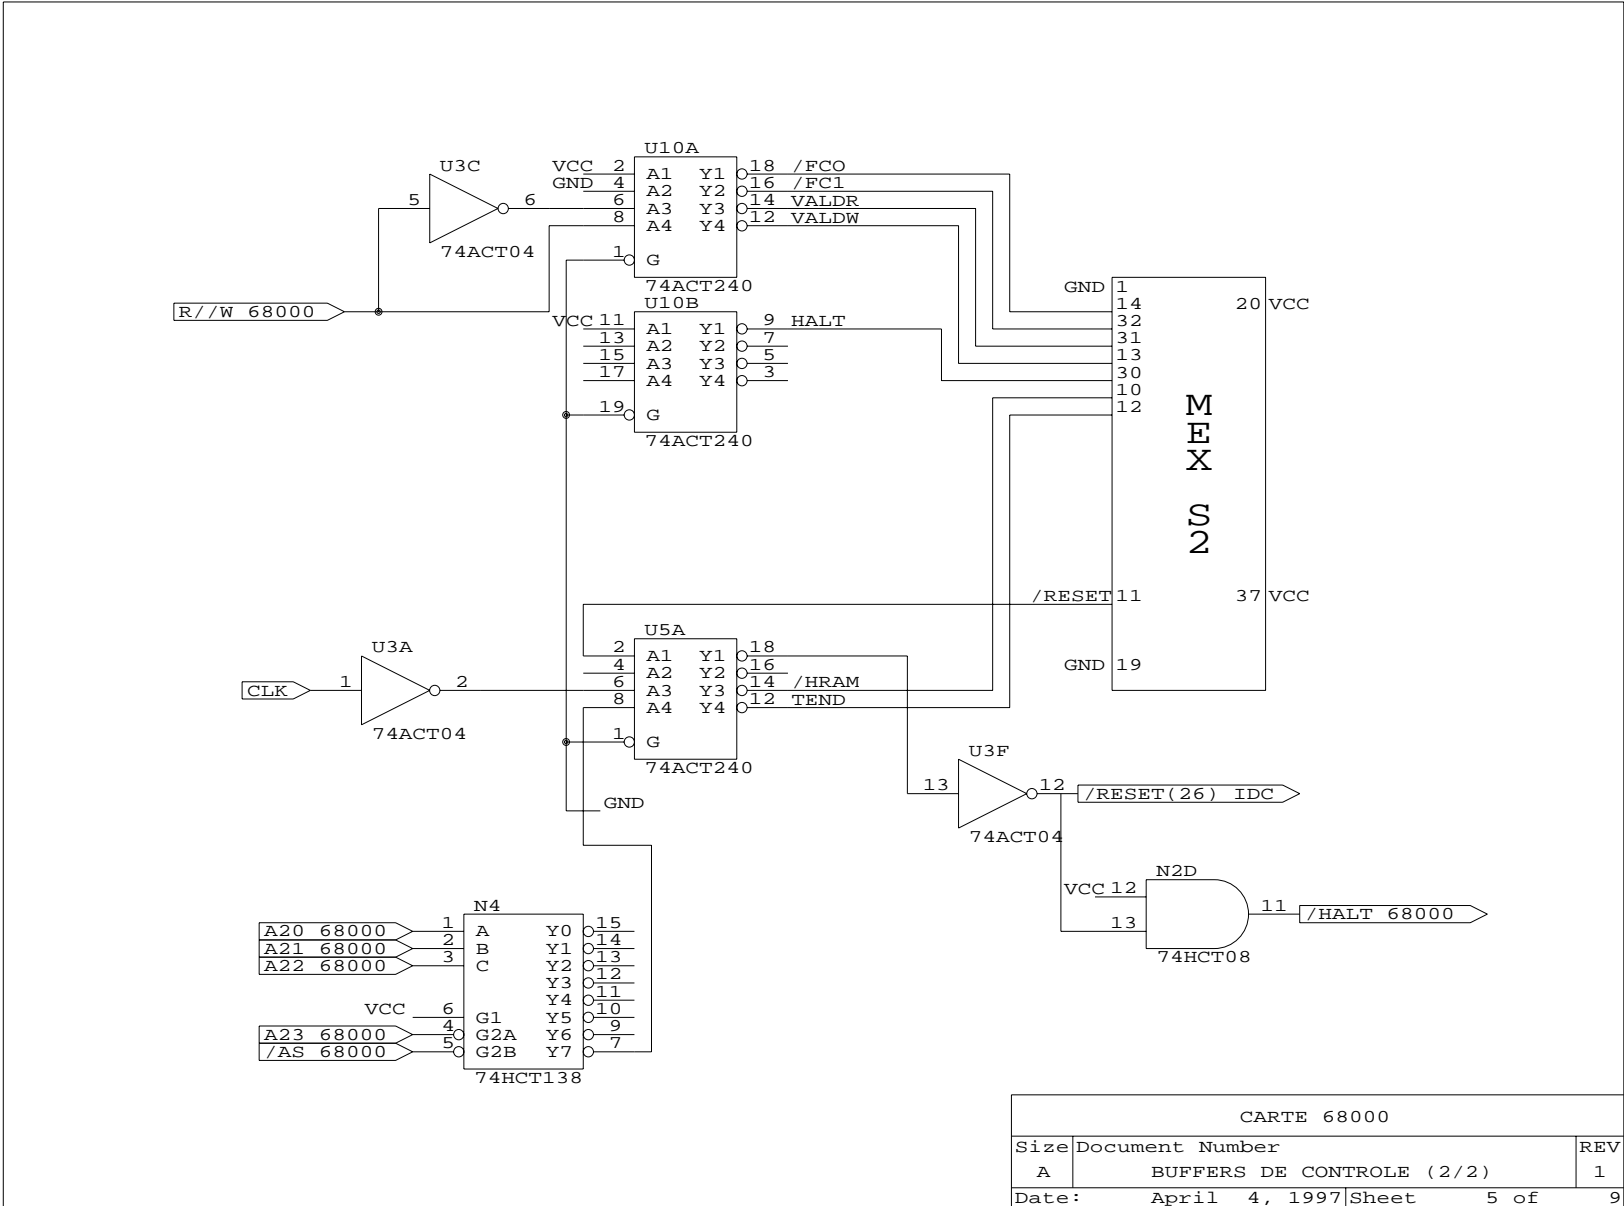 U10A
U3C
VCC 2 A1 Y1 18 /FC0
GND 4 A2 Y2 16 /FC1
5 6 6 A3 Y3 14 VALDR
8 A4 Y4 12 VALDW
74ACT04
1 G
74ACT240
R//W 68000
U10B
VCC 11 A1 Y1 9 HALT
13 A2 Y2 7
15 A3 Y3 5
17 A4 Y4 3
19 G
74ACT240
GND 1
14 20 VCC
32
31
13
30
10
12
MEX S2
/RESET 11 37 VCC
GND 19
U5A
U3A
2 A1 Y1 18
4 A2 Y2 16
CLK 1 2 6 A3 Y3 14 /HRAM
8 A4 Y4 12 TEND
74ACT04
1 G
74ACT240
GND
U3F
13 12 /RESET(26) IDC
74ACT04
N2D
VCC 12
13 11 /HALT 68000
74HCT08
N4
A20 68000 1 A Y0 15
A21 68000 2 B Y1 14
A22 68000 3 C Y2 13
Y3 12
Y4 11
VCC 6 G1 Y5 10
A23 68000 4 G2A Y6 9
/AS 68000 5 G2B Y7 7
74HCT138
CARTE 68000
Size Document Number REV
A BUFFERS DE CONTROLE (2/2) 1
Date: April 4, 1997 Sheet 5 of 9